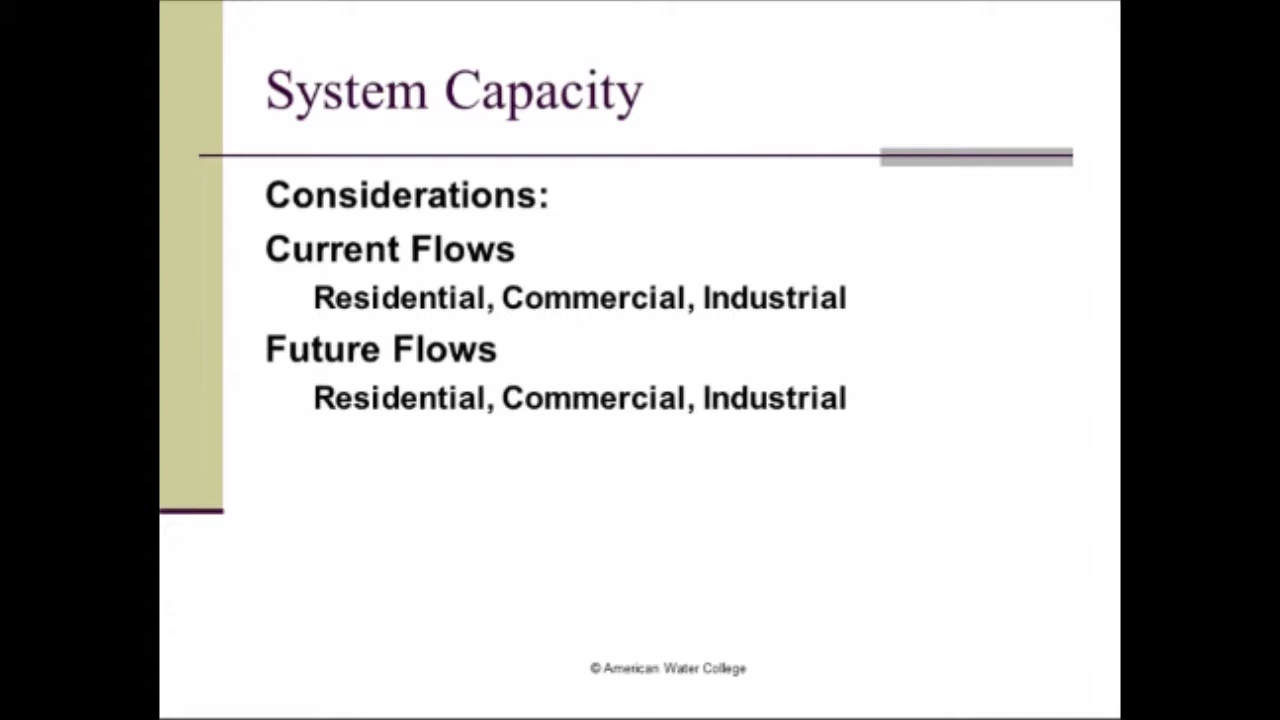 System Capacity
Considerations:
Current Flows
Residential, Commercial, Industrial
Future Flows
Residential, Commercial, Industrial
© American Water College